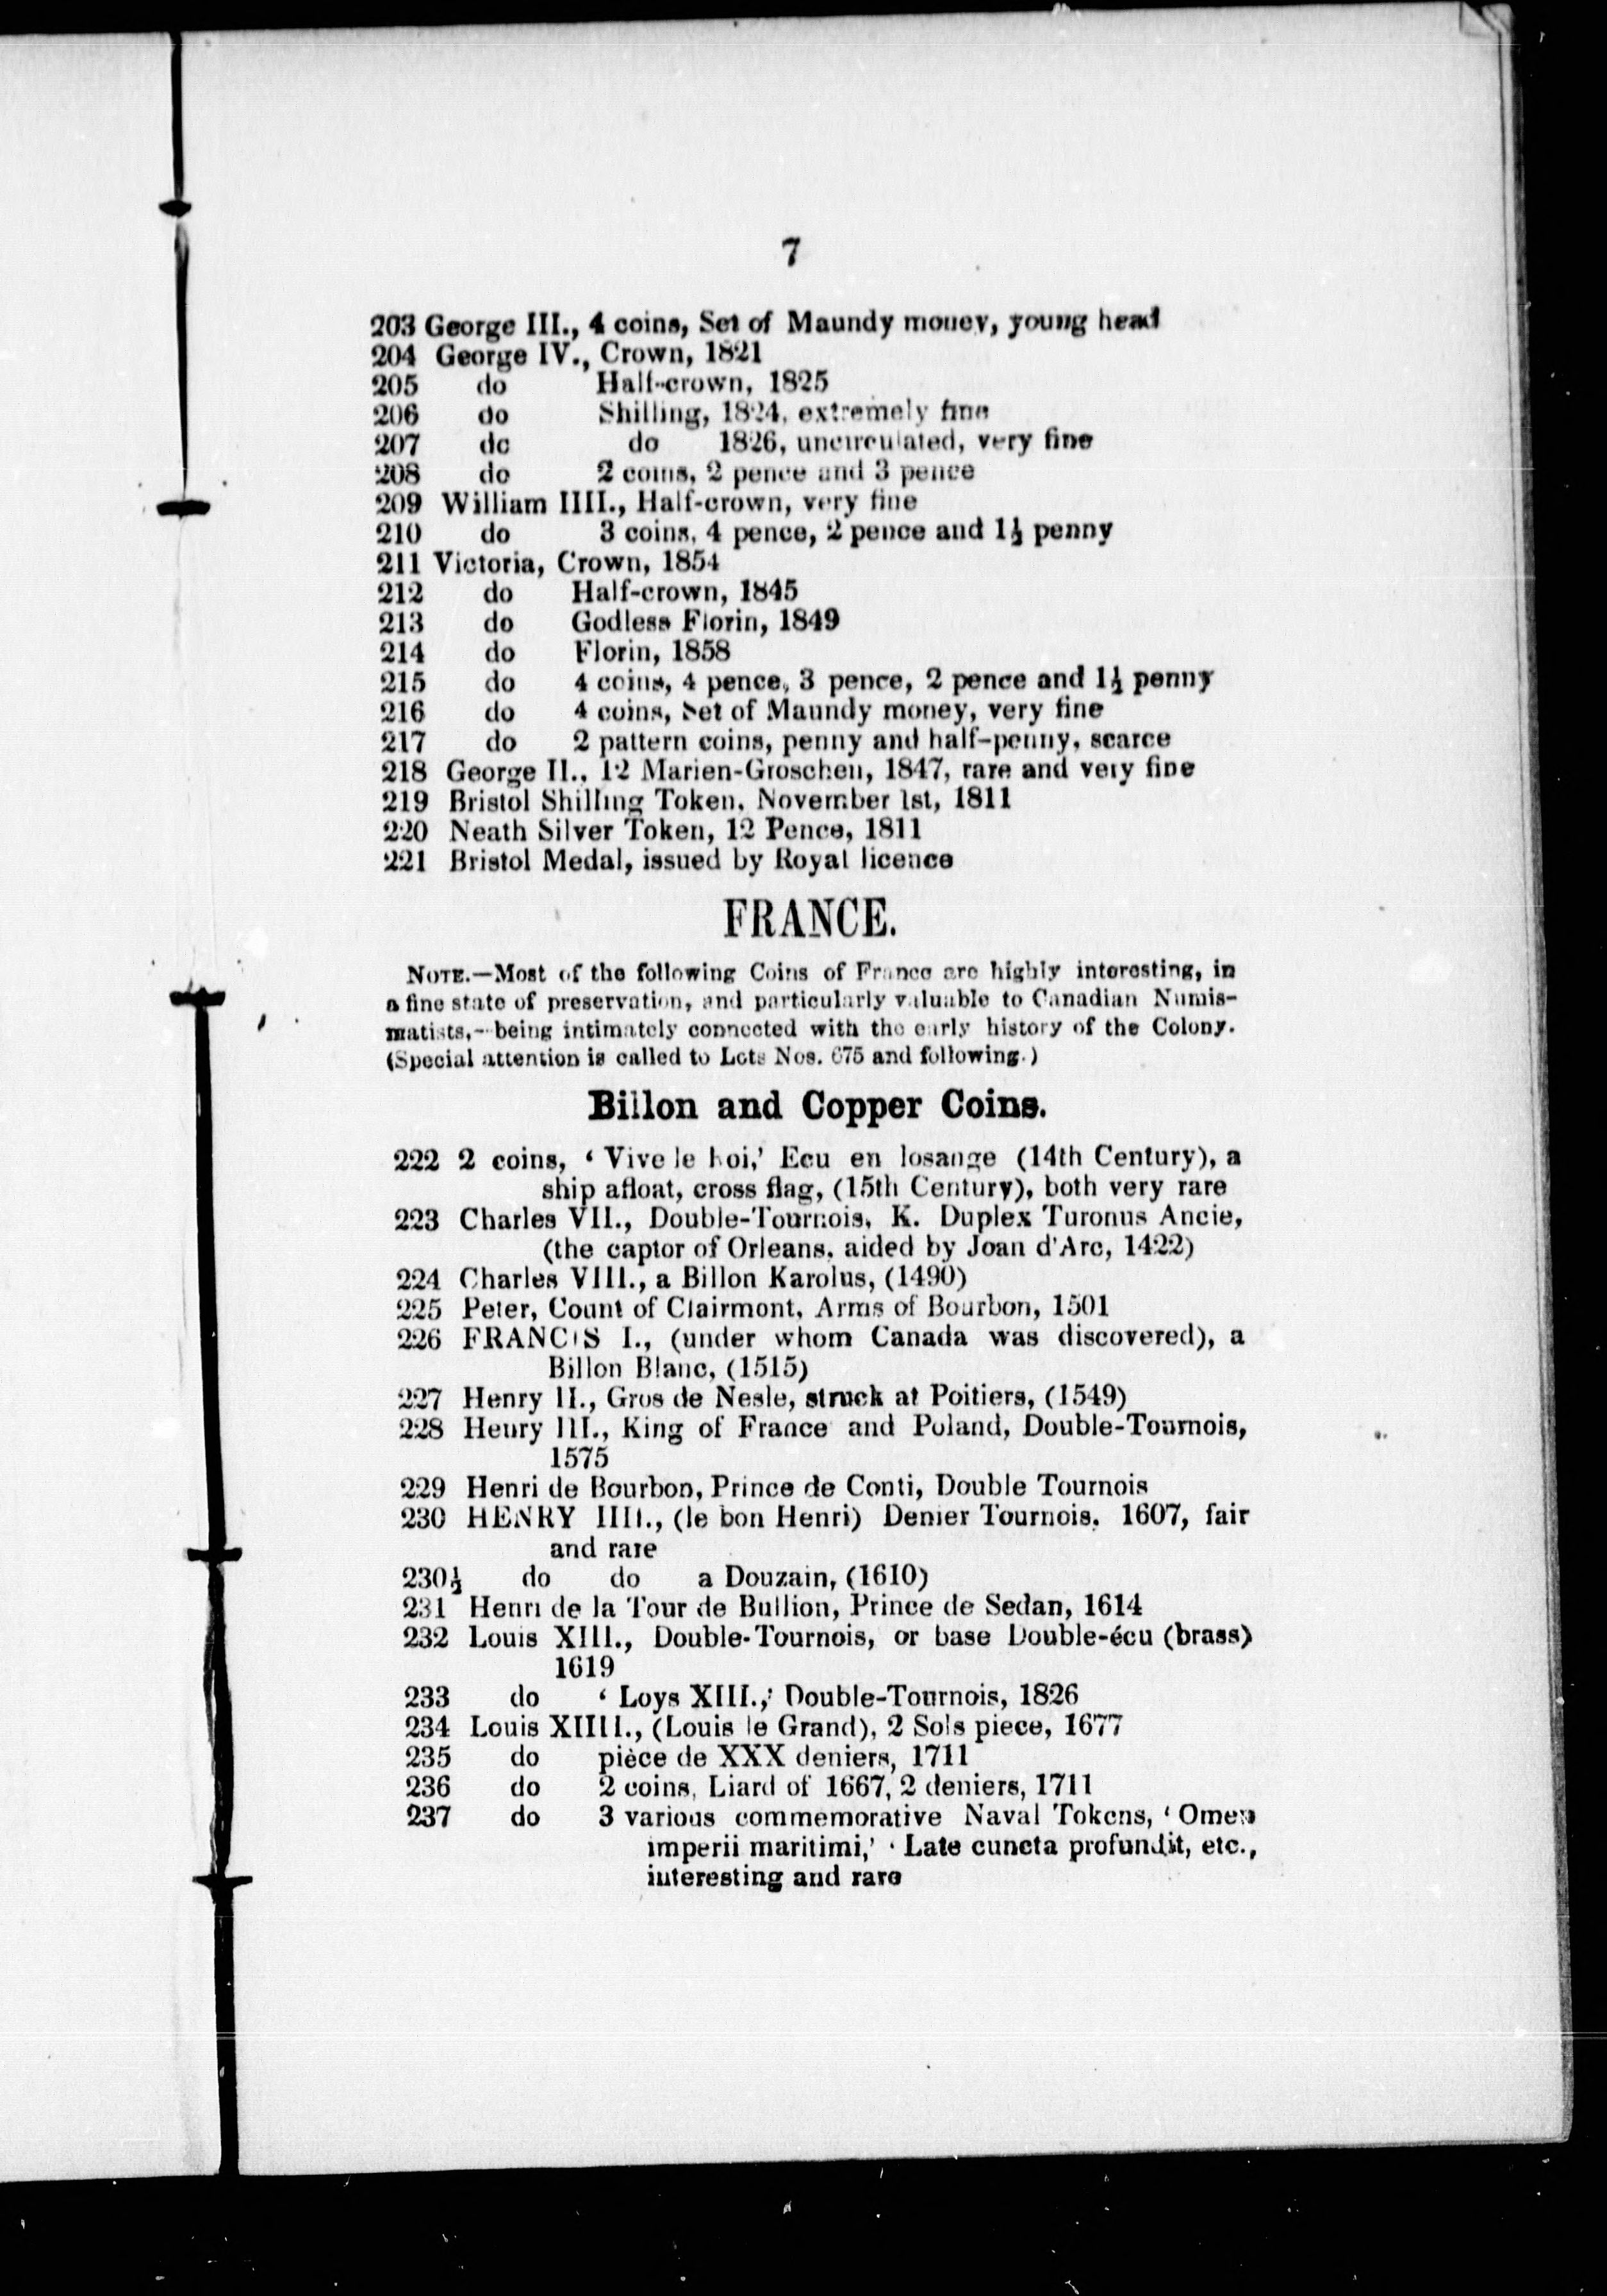 7
203 George III., 4 coins, Set of Maundy money, young head
204 George IV., Crown, 1821
205 do Half-crown, 1825
206 do Shilling, 1824, extremely fine
207 do do 1826, uncirculated, very fine
208 do 2 coins, 2 pence and 3 pence
209 William IIII., Half-crown, very fine
210 do 3 coins, 4 pence, 2 pence and 1½ penny
211 Victoria, Crown, 1854
212 do Half-crown, 1845
213 do Godless Florin, 1849
214 do Florin, 1858
215 do 4 coins, 4 pence, 3 pence, 2 pence and 1½ penny
216 do 4 coins, Set of Maundy money, very fine
217 do 2 pattern coins, penny and half-penny, scarce
218 George II., 12 Marien-Groschen, 1847, rare and very fine
219 Bristol Shilling Token, November 1st, 1811
220 Neath Silver Token, 12 Pence, 1811
221 Bristol Medal, issued by Royal licence
FRANCE.
NOTE.—Most of the following Coins of France are highly interesting, in
a fine state of preservation, and particularly valuable to Canadian Numis-
matists,—being intimately connected with the early history of the Colony.
(Special attention is called to Lots Nos. 675 and following.)
Billon and Copper Coins.
222 2 coins, ‘Vive le Roi,’ Ecu en losange (14th Century), a
ship afloat, cross flag, (15th Century), both very rare
223 Charles VII., Double-Tournois, K. Duplex Turonus Ancie,
(the captor of Orleans, aided by Joan d'Arc, 1422)
224 Charles VIII., a Billon Karolus, (1490)
225 Peter, Count of Clairmont, Arms of Bourbon, 1501
226 FRANCIS I., (under whom Canada was discovered), a
Billon Blanc, (1515)
227 Henry II., Gros de Nesle, struck at Poitiers, (1549)
228 Henry III., King of France and Poland, Double-Tournois,
1575
229 Henri de Bourbon, Prince de Conti, Double Tournois
230 HENRY IIII., (le bon Henri) Denier Tournois, 1607, fair
and rare
230½ do do a Douzain, (1610)
231 Henri de la Tour de Bullion, Prince de Sedan, 1614
232 Louis XIII., Double-Tournois, or base Double-écu (brass)
1619
233 do ‘Loys XIII.,’ Double-Tournois, 1826
234 Louis XIIII., (Louis le Grand), 2 Sols piece, 1677
235 do pièce de XXX deniers, 1711
236 do 2 coins, Liard of 1667, 2 deniers, 1711
237 do 3 various commemorative Naval Tokens, ‘Omen
imperii maritimi,’ ‘Late cuncta profundit, etc.,
interesting and rare